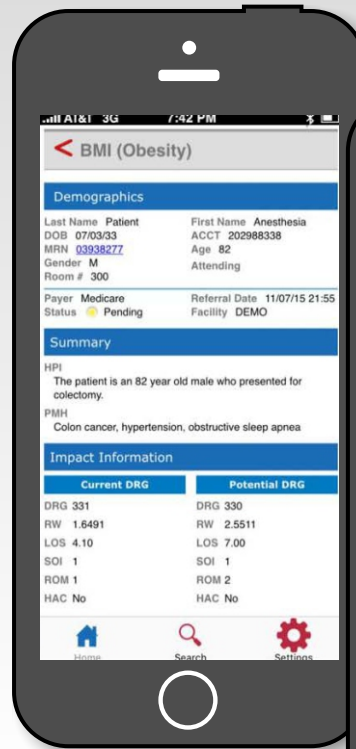 AT&T 3G 7:42 PM
< BMI (Obesity)
Demographics
Last Name Patient First Name Anesthesia
DOB 07/03/33 ACCT 202988338
MRN 03938277 Age 82
Gender M Attending
Room # 300
Payer Medicare Referral Date 11/07/15 21:55
Status Pending Facility DEMO
Summary
HPI
The patient is an 82 year old male who presented for
colectomy.
PMH
Colon cancer, hypertension, obstructive sleep apnea
Impact Information
Current DRG Potential DRG
DRG 331 DRG 330
RW 1.6491 RW 2.5511
LOS 4.10 LOS 7.00
SOI 1 SOI 1
ROM 1 ROM 2
HAC No HAC No
Home Search Settings